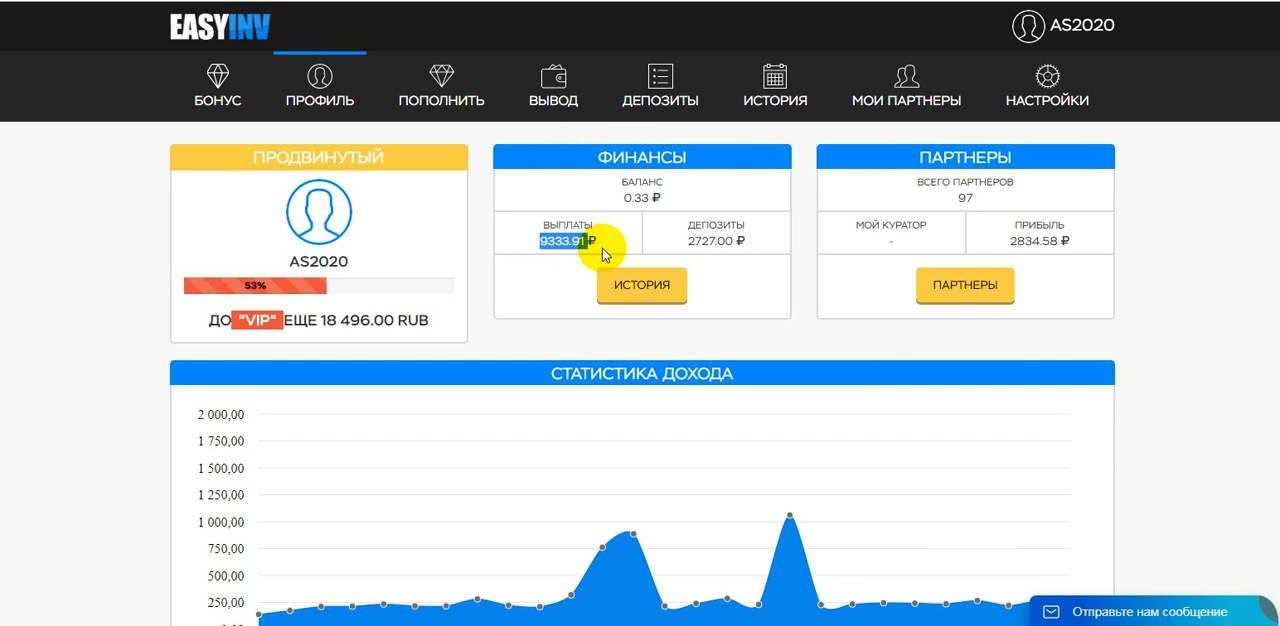 EASYINV
AS2020
БОНУС
ПРОФИЛЬ
ПОПОЛНИТЬ
ВЫВОД
ДЕПОЗИТЫ
ИСТОРИЯ
МОИ ПАРТНЕРЫ
НАСТРОЙКИ
ПРОДВИНУТЫЙ
AS2020
53%
ДО "VIP" ЕЩЕ 18 496.00 RUB
ФИНАНСЫ
БАЛАНС
0.33 ₽
ВЫПЛАТЫ
9333.91 ₽
ДЕПОЗИТЫ
2727.00 ₽
ИСТОРИЯ
ПАРТНЕРЫ
ВСЕГО ПАРТНЕРОВ
97
МОЙ КУРАТОР
-
ПРИБЫЛЬ
2834.58 ₽
ПАРТНЕРЫ
СТАТИСТИКА ДОХОДА
2 000,00
1 750,00
1 500,00
1 250,00
1 000,00
750,00
500,00
250,00
Отправьте нам сообщение